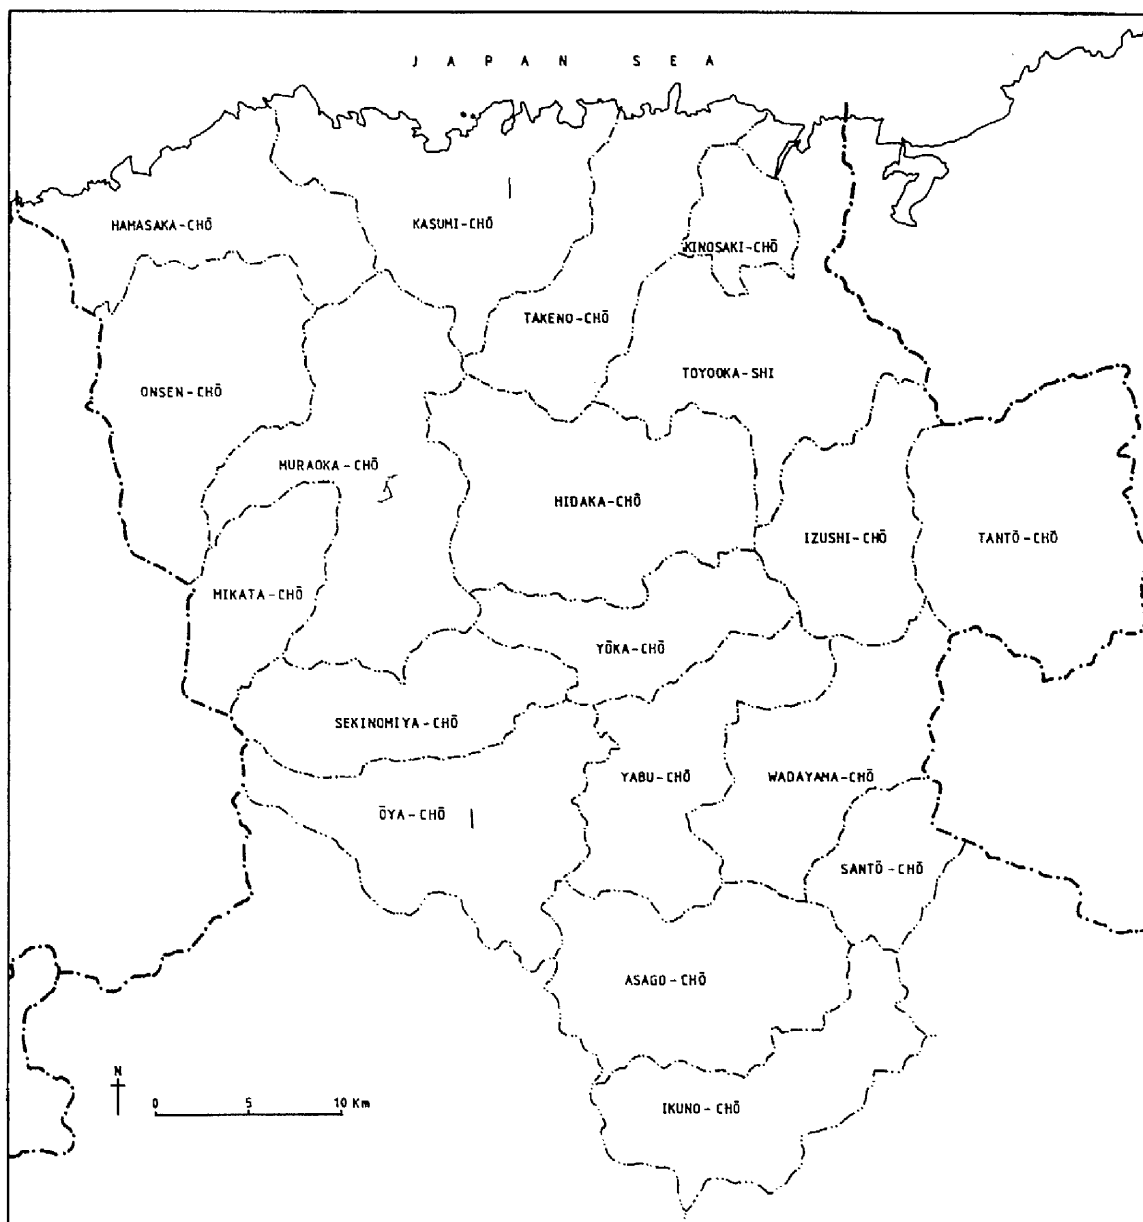 JAPAN SEA
HAMASAKA-CHŌ
KASUMI-CHŌ
KINOSAKI-CHŌ
TAKENO-CHŌ
TOYOOKA-SHI
ONSEN-CHŌ
MURAOKA-CHŌ
HIDAKA-CHŌ
IZUSHI-CHŌ
TANTŌ-CHŌ
MIKATA-CHŌ
YŌKA-CHŌ
SEKINOMIYA-CHŌ
YABU-CHŌ
WADAYAMA-CHŌ
ŌYA-CHŌ
SANTŌ-CHŌ
ASAGO-CHŌ
N
0 5 10 Km
IKUNO-CHŌ